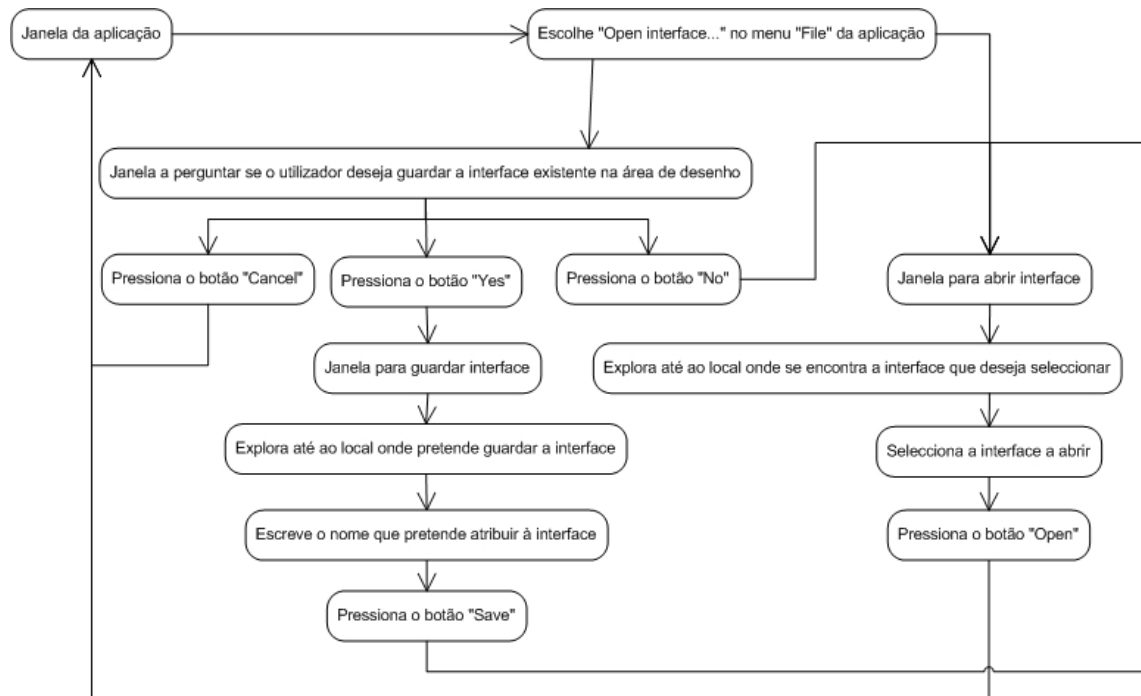 Janela da aplicação
Escolhe "Open interface..." no menu "File" da aplicação
Janela a perguntar se o utilizador deseja guardar a interface existente na área de desenho
Pressiona o botão "Cancel"
Pressiona o botão "Yes"
Pressiona o botão "No"
Janela para abrir interface
Janela para guardar interface
Explora até ao local onde se encontra a interface que deseja seleccionar
Explora até ao local onde pretende guardar a interface
Selecciona a interface a abrir
Escreve o nome que pretende atribuir à interface
Pressiona o botão "Open"
Pressiona o botão "Save"